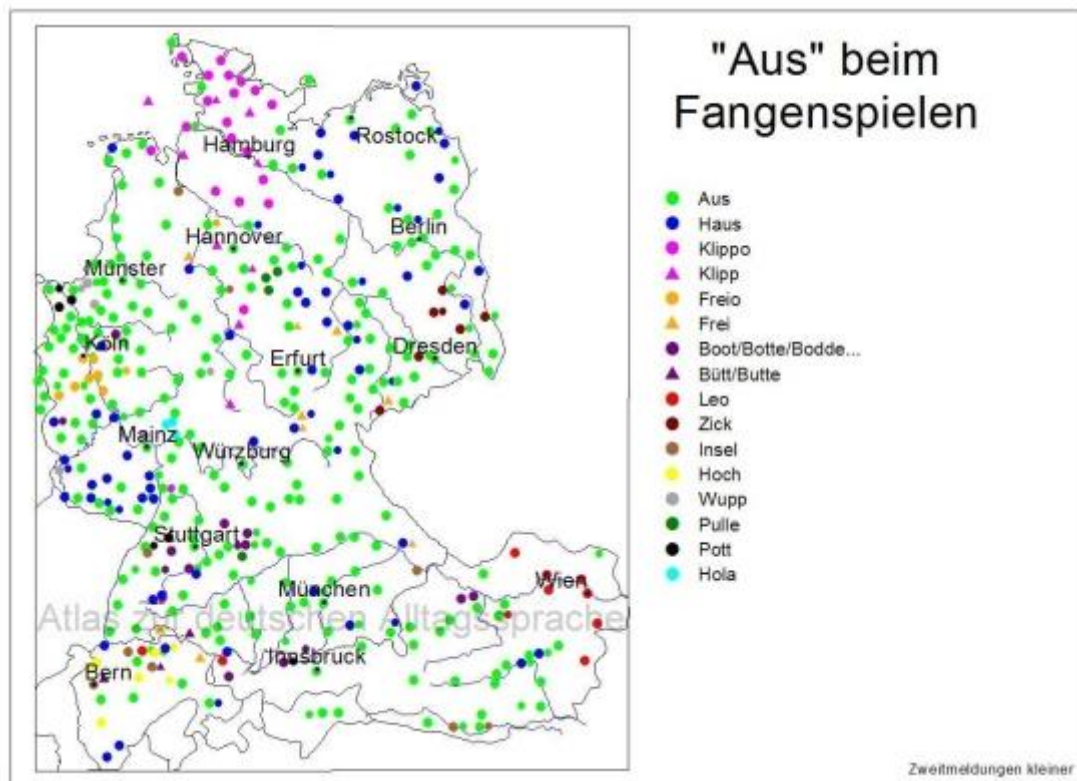 "Aus" beim
Fangenspielen
Aus
Haus
Klippo
Klipp
Freio
Frei
Boot/Botte/Bodde...
Bütt/Butte
Leo
Zick
Insel
Hoch
Wupp
Pulle
Pott
Hola
Rostock
Hamburg
Berlin
Hannover
Münster
Köln
Erfurt
Dresden
Mainz
Würzburg
Stuttgart
München
Wien
Atlas zur deutschen Alltagssprache
Innsbruck
Bern
Zweitmeldungen kleiner